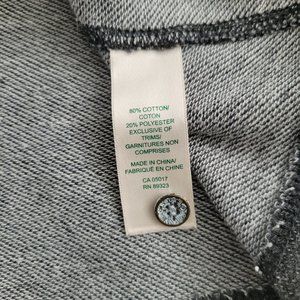 80% COTTON/
COTON
20% POLYESTER
EXCLUSIVE OF
TRIMS/
GARNITURES NON
COMPRISES
MADE IN CHINA/
FABRIQUÉ EN CHINE
CA 05017
RN 89323